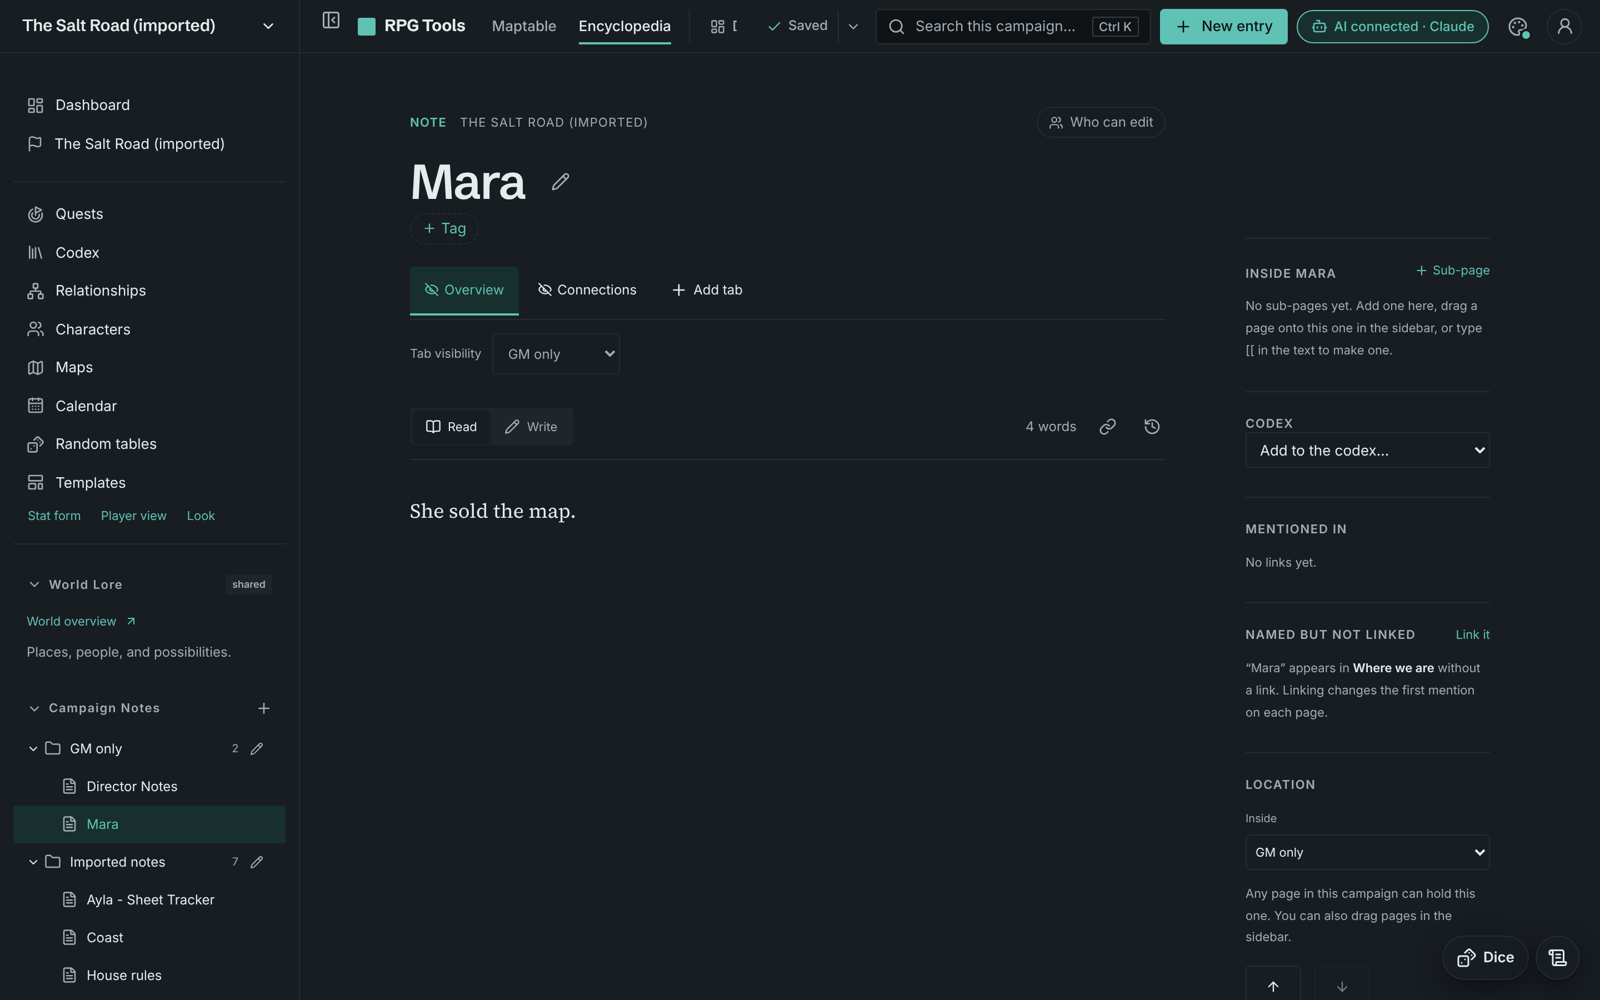 The Salt Road (imported)
RPG Tools
Maptable
Encyclopedia
Saved
Search this campaign...
Ctrl K
+ New entry
AI connected · Claude
Dashboard
The Salt Road (imported)
Quests
Codex
Relationships
Characters
Maps
Calendar
Random tables
Templates
Stat form Player view Look
World Lore shared
World overview ↗
Places, people, and possibilities.
Campaign Notes +
GM only 2
Director Notes
Mara
Imported notes 7
Ayla - Sheet Tracker
Coast
House rules
NOTE THE SALT ROAD (IMPORTED)
Who can edit
Mara
+ Tag
Overview
Connections
+ Add tab
Tab visibility GM only
Read Write
4 words
She sold the map.
INSIDE MARA + Sub-page
No sub-pages yet. Add one here, drag a
page onto this one in the sidebar, or type
[[ in the text to make one.
CODEX
Add to the codex...
MENTIONED IN
No links yet.
NAMED BUT NOT LINKED Link it
“Mara” appears in Where we are without
a link. Linking changes the first mention
on each page.
LOCATION
Inside
GM only
Any page in this campaign can hold this
one. You can also drag pages in the
sidebar.
↑ ↓
Dice